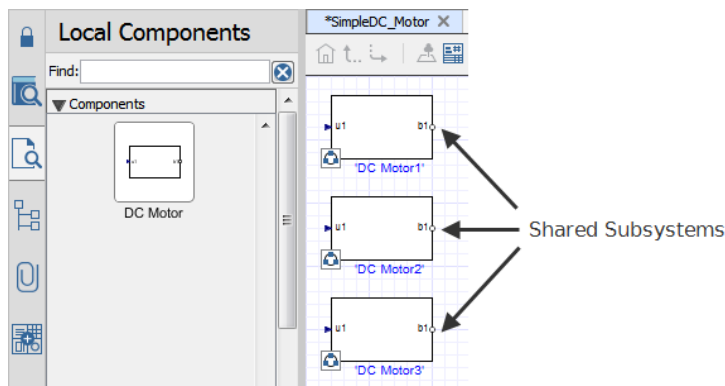 Local Components
Find:
Components
DC Motor
*SimpleDC_Motor
u1 b1
'DC Motor1'
u1 b1
'DC Motor2'
u1 b1
'DC Motor3'
Shared Subsystems